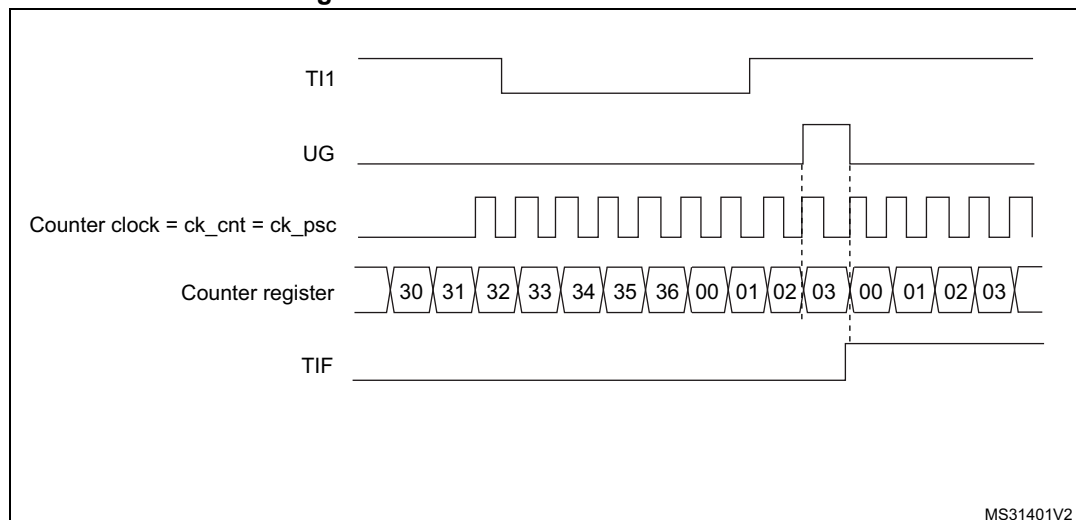 TI1
UG
Counter clock = ck_cnt = ck_psc
Counter register 30 31 32 33 34 35 36 00 01 02 03 00 01 02 03
TIF
MS31401V2